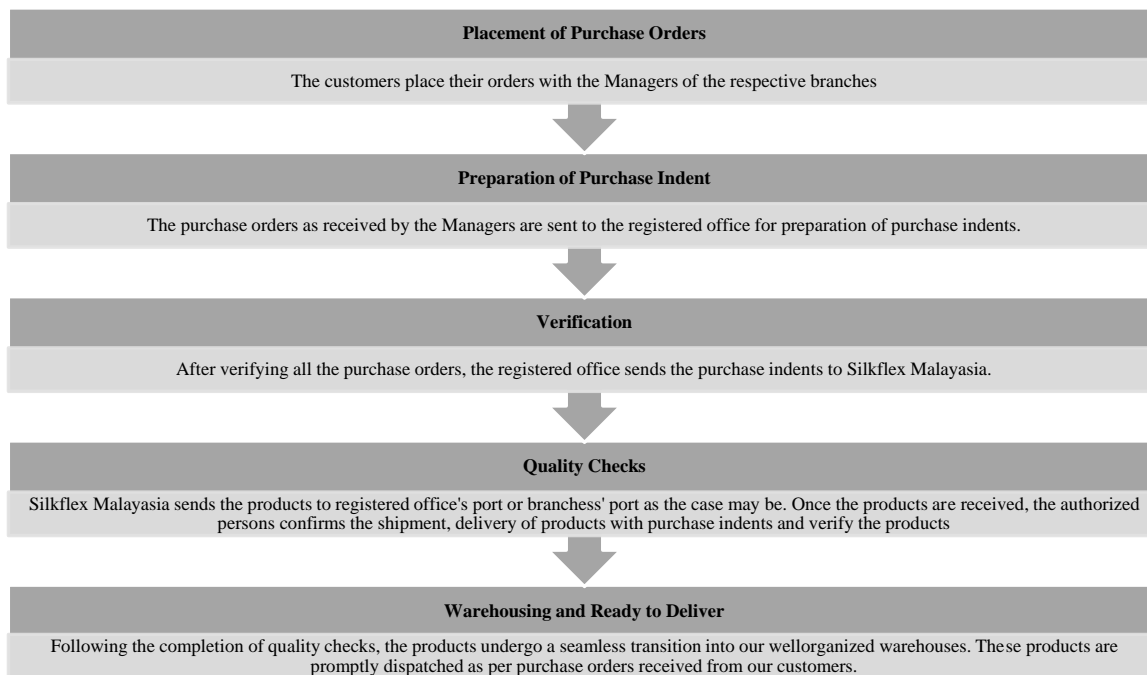 Placement of Purchase Orders
The customers place their orders with the Managers of the respective branches
Preparation of Purchase Indent
The purchase orders as received by the Managers are sent to the registered office for preparation of purchase indents.
Verification
After verifying all the purchase orders, the registered office sends the purchase indents to Silkflex Malayasia.
Quality Checks
Silkflex Malayasia sends the products to registered office's port or branchess' port as the case may be. Once the products are received, the authorized
persons confirms the shipment, delivery of products with purchase indents and verify the products
Warehousing and Ready to Deliver
Following the completion of quality checks, the products undergo a seamless transition into our wellorganized warehouses. These products are
promptly dispatched as per purchase orders received from our customers.